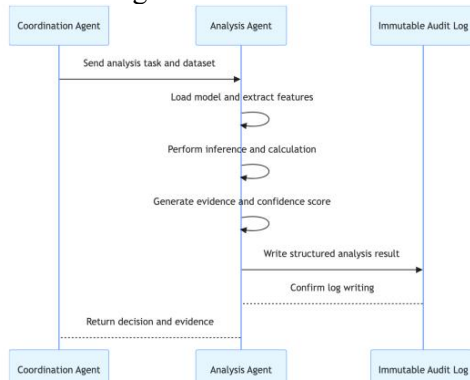 Coordination Agent Analysis Agent Immutable Audit Log
Send analysis task and dataset
Load model and extract features
Perform inference and calculation
Generate evidence and confidence score
Write structured analysis result
Confirm log writing
Return decision and evidence
Coordination Agent Analysis Agent Immutable Audit Log